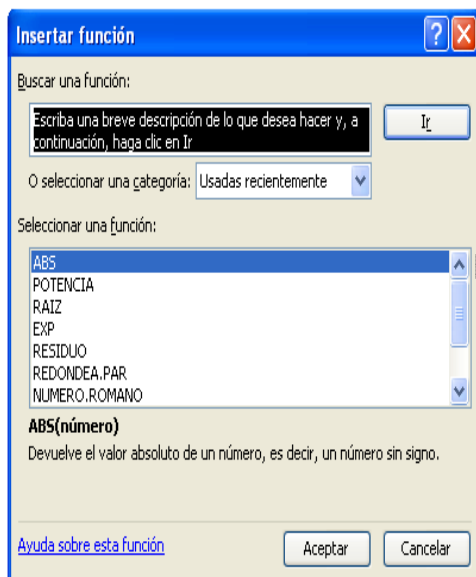 Insertar función
Buscar una función:
Escriba una breve descripción de lo que desea hacer y, a
continuación, haga clic en Ir
Ir
O seleccionar una categoría: Usadas recientemente
Seleccionar una función:
ABS
POTENCIA
RAIZ
EXP
RESIDUO
REDONDEA.PAR
NUMERO.ROMANO
ABS(número)
Devuelve el valor absoluto de un número, es decir, un número sin signo.
Ayuda sobre esta función
Aceptar
Cancelar